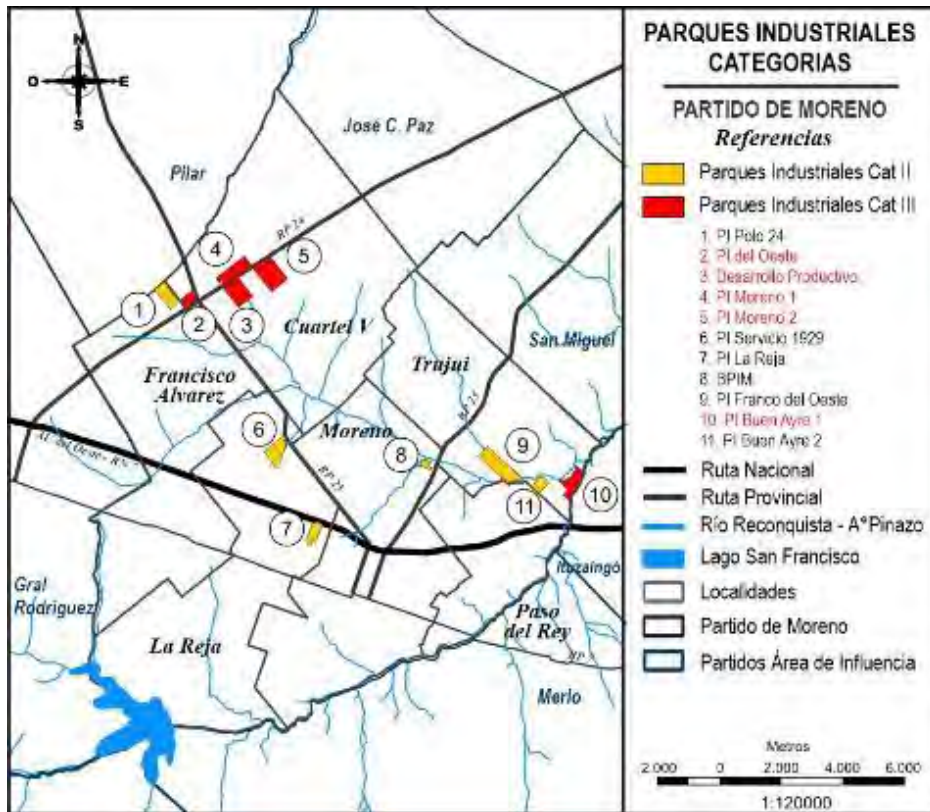 N
O E
S
José C. Paz
Pilar
RP 24
4
5
1
2
3
Cuartel V
Trujui
San Miguel
Francisco
Alvarez
RP 23
6
Moreno
9
8
RP 25
10
11
7
Gral
Rodriguez
Ituzaingó
Paso
del Rey
La Reja
Merlo
PARQUES INDUSTRIALES
CATEGORIAS
PARTIDO DE MORENO
Referencias
Parques Industriales Cat II
Parques Industriales Cat III
1. PI Polo 24
2. PI del Oeste
3. Desarrollo Productivo
4. PI Moreno 1
5. PI Moreno 2
6. PI Servicio 1929
7. PI La Reja
8. BPIM
9. PI Franco del Oeste
10. PI Buen Ayre 1
11. PI Buen Ayre 2
Ruta Nacional
Ruta Provincial
Río Reconquista - A°Pinazo
Lago San Francisco
Localidades
Partido de Moreno
Partidos Área de Influencia
Metros
2.000 0 2.000 4.000
1:120000